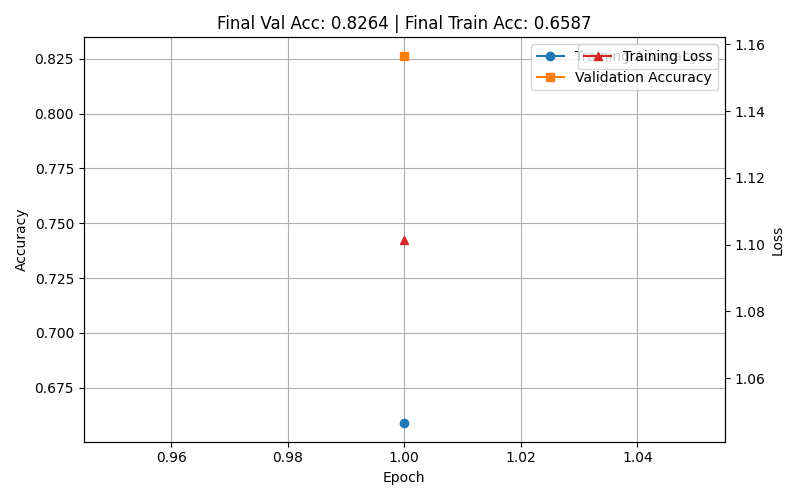 Final Val Acc: 0.8264 | Final Train Acc: 0.6587
Training Loss
Validation Accuracy
Accuracy
0.825
0.800
0.775
0.750
0.725
0.700
0.675
1.16
1.14
1.12
1.10
1.08
1.06
Loss
0.96 0.98 1.00 1.02 1.04
Epoch